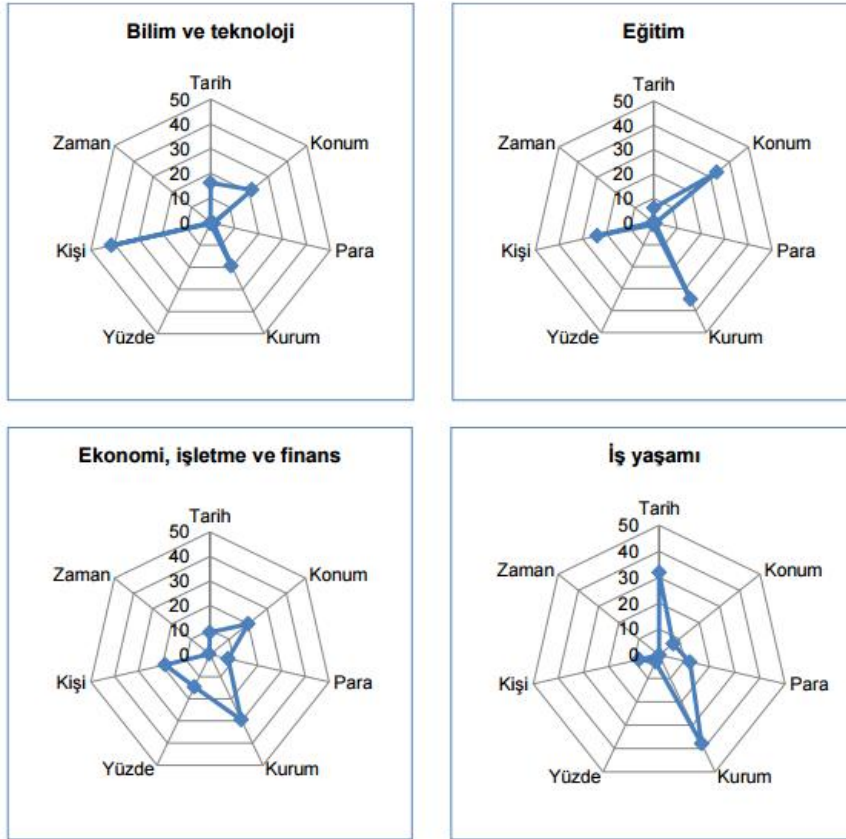 Bilim ve teknoloji
Tarih
50
40
30
20
10
0
Konum
Para
Kurum
Yüzde
Kişi
Zaman
Eğitim
Tarih
50
40
30
20
10
0
Konum
Para
Kurum
Yüzde
Kişi
Zaman
Ekonomi, işletme ve finans
Tarih
50
40
30
20
10
0
Konum
Para
Kurum
Yüzde
Kişi
Zaman
İş yaşamı
Tarih
50
40
30
20
10
0
Konum
Para
Kurum
Yüzde
Kişi
Zaman